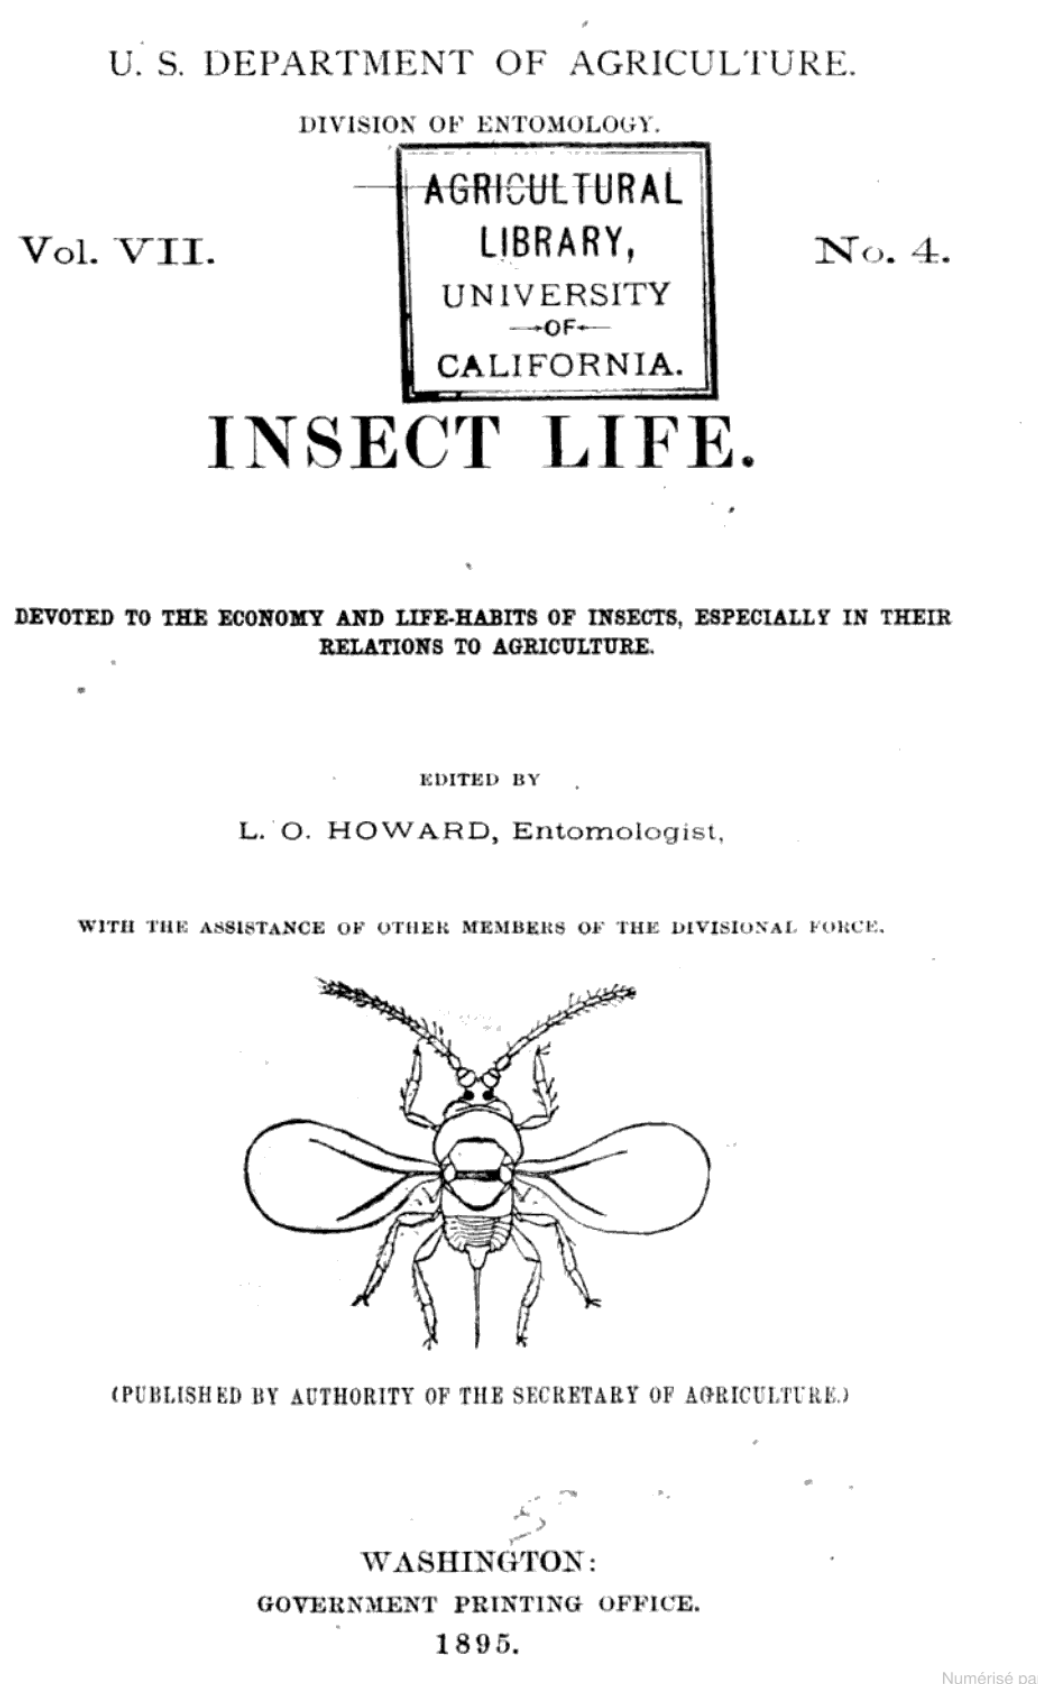 U. S. DEPARTMENT OF AGRICULTURE.
DIVISION OF ENTOMOLOGY.
AGRICULTURAL
LIBRARY,
UNIVERSITY
OF
CALIFORNIA.
Vol. VII.
No. 4.
INSECT LIFE.
DEVOTED TO THE ECONOMY AND LIFE-HABITS OF INSECTS, ESPECIALLY IN THEIR
RELATIONS TO AGRICULTURE.
EDITED BY
L. O. HOWARD, Entomologist,
WITH THE ASSISTANCE OF OTHER MEMBERS OF THE DIVISIONAL FORCE.
(PUBLISHED BY AUTHORITY OF THE SECRETARY OF AGRICULTURE.)
WASHINGTON:
GOVERNMENT PRINTING OFFICE.
1895.
Numérisé pa